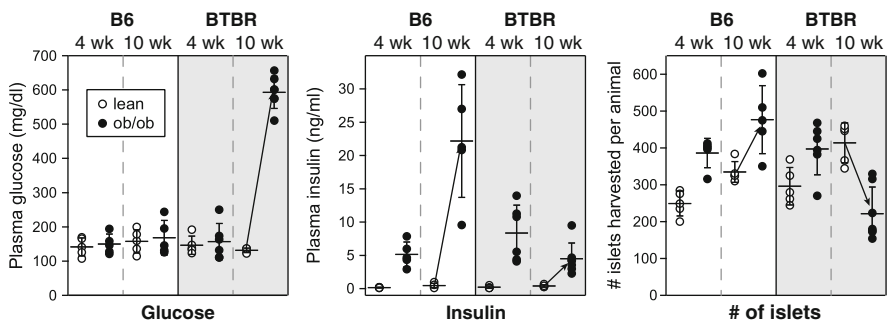 B6 BTBR
4 wk 10 wk 4 wk 10 wk
Plasma glucose (mg/dl)
700
600
500
400
300
200
100
0
lean
ob/ob
Glucose
B6 BTBR
4 wk 10 wk 4 wk 10 wk
Plasma insulin (ng/ml)
30
25
20
15
10
5
0
Insulin
B6 BTBR
4 wk 10 wk 4 wk 10 wk
# islets harvested per animal
600
500
400
300
200
100
0
# of islets